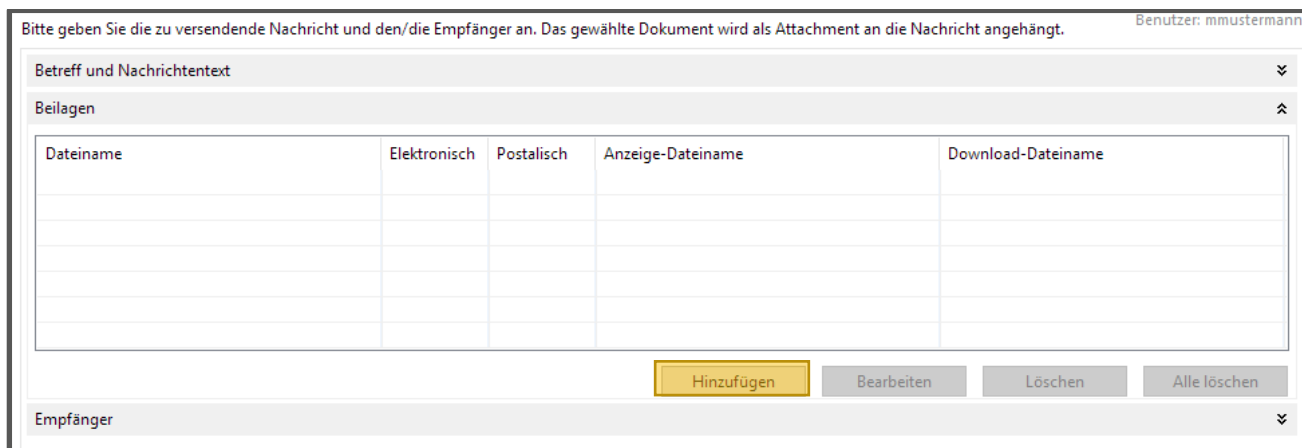 Benutzer: mmustermann
Bitte geben Sie die zu versendende Nachricht und den/die Empfänger an. Das gewählte Dokument wird als Attachment an die Nachricht angehängt.
Betreff und Nachrichtentext
Beilagen
Dateiname Elektronisch Postalisch Anzeige-Dateiname Download-Dateiname
Hinzufügen Bearbeiten Löschen Alle löschen
Empfänger